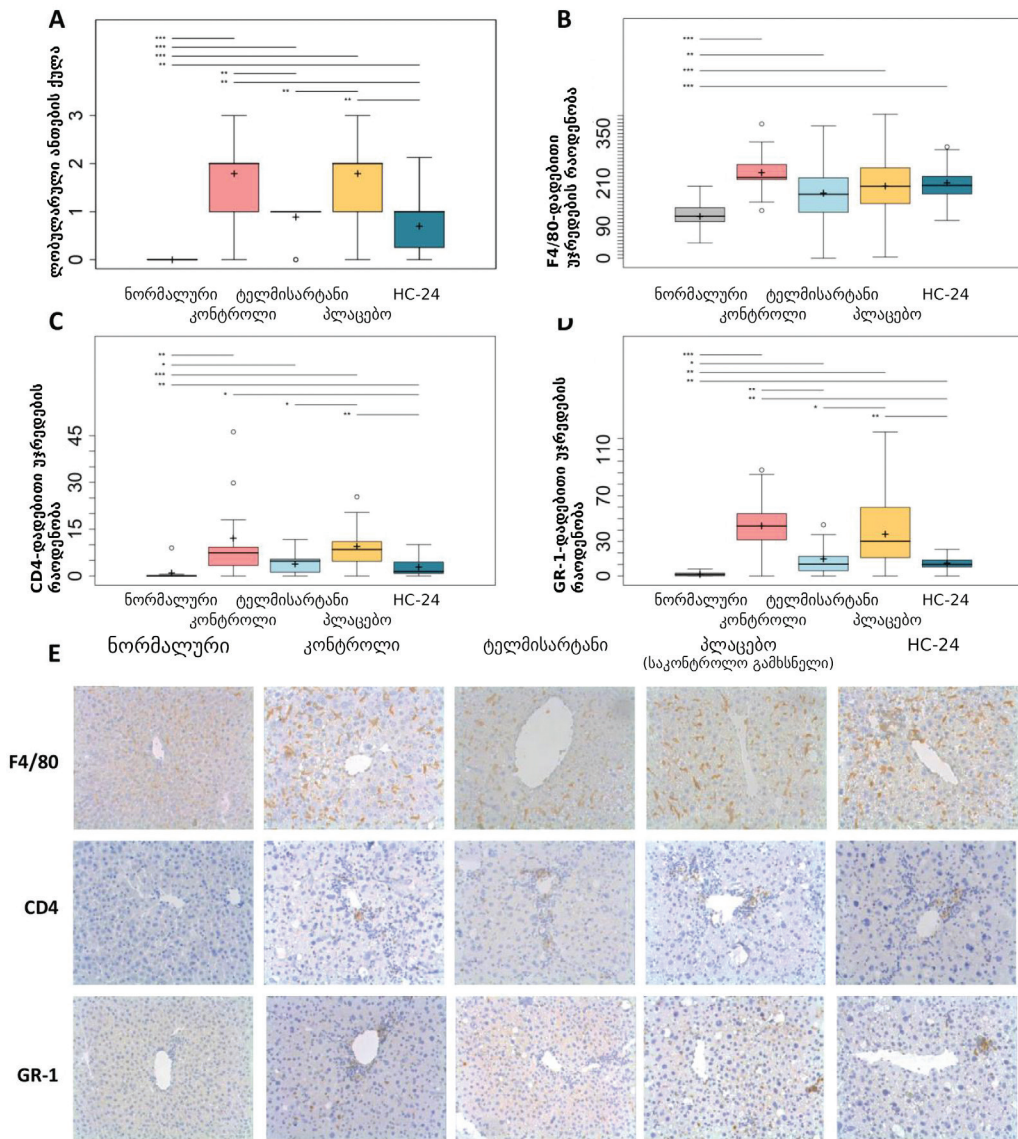 A
ლობულარული ანთების ქულა
3
2
1
0
***
***
***
**
**
**
**
**
ნორმალური ტელმისარტანი HC-24
კონტროლი პლაცებო
B
F4/80-დადებითი
უჯრედების რაოდენობა
350
210
90
0
***
**
***
***
ნორმალური ტელმისარტანი HC-24
კონტროლი პლაცებო
C
CD4-დადებითი უჯრედების
რაოდენობა
45
30
15
0
**
*
***
**
*
*
**
ნორმალური ტელმისარტანი HC-24
კონტროლი პლაცებო
D
GR-1-დადებითი უჯრედების
რაოდენობა
110
70
30
0
***
*
**
**
**
**
*
**
ნორმალური ტელმისარტანი HC-24
კონტროლი პლაცებო
E
ნორმალური კონტროლი ტელმისარტანი პლაცებო HC-24
(საკონტროლო გამხსნელი)
F4/80
CD4
GR-1